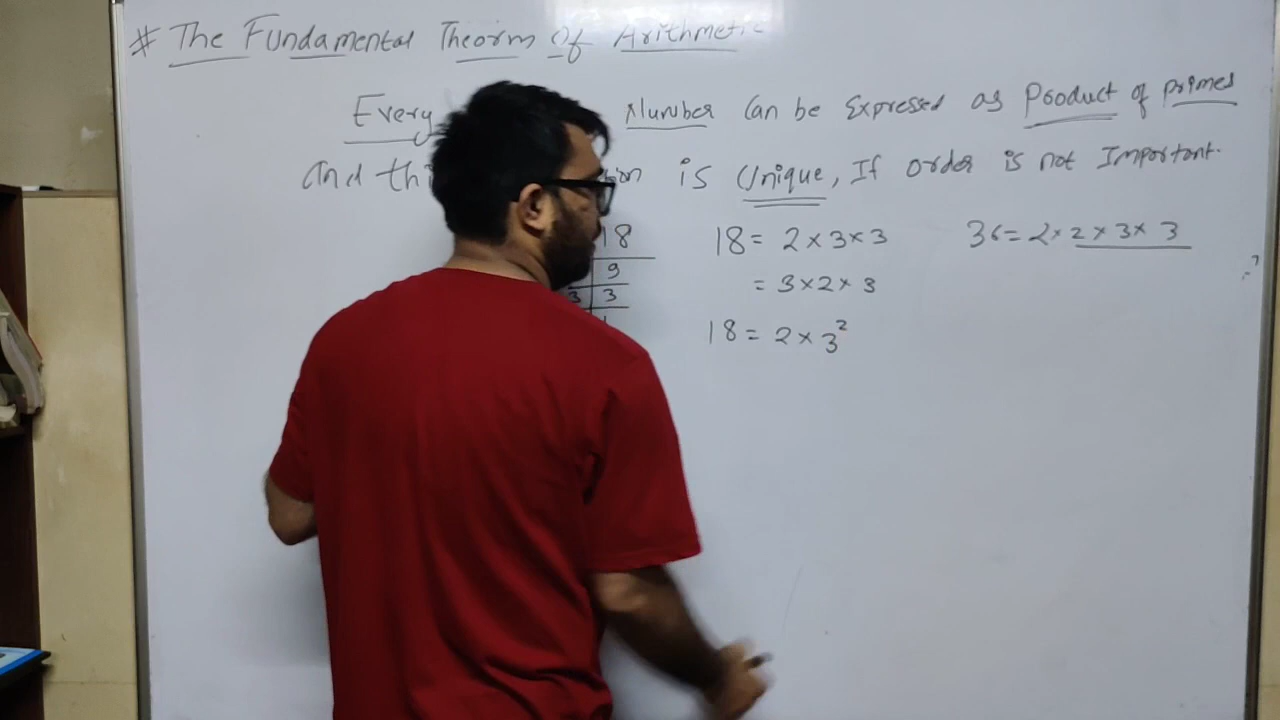 # The Fundamental Theorm Of Arithmetic
Every Number Can be Expressed as Product of primes
and is Unique, If order is not Important.
18 18 = 2 × 3 × 3 36 = 2 × 2 × 3 × 3
9 = 3 × 2 × 3
3 3
18 = 2 × 3²